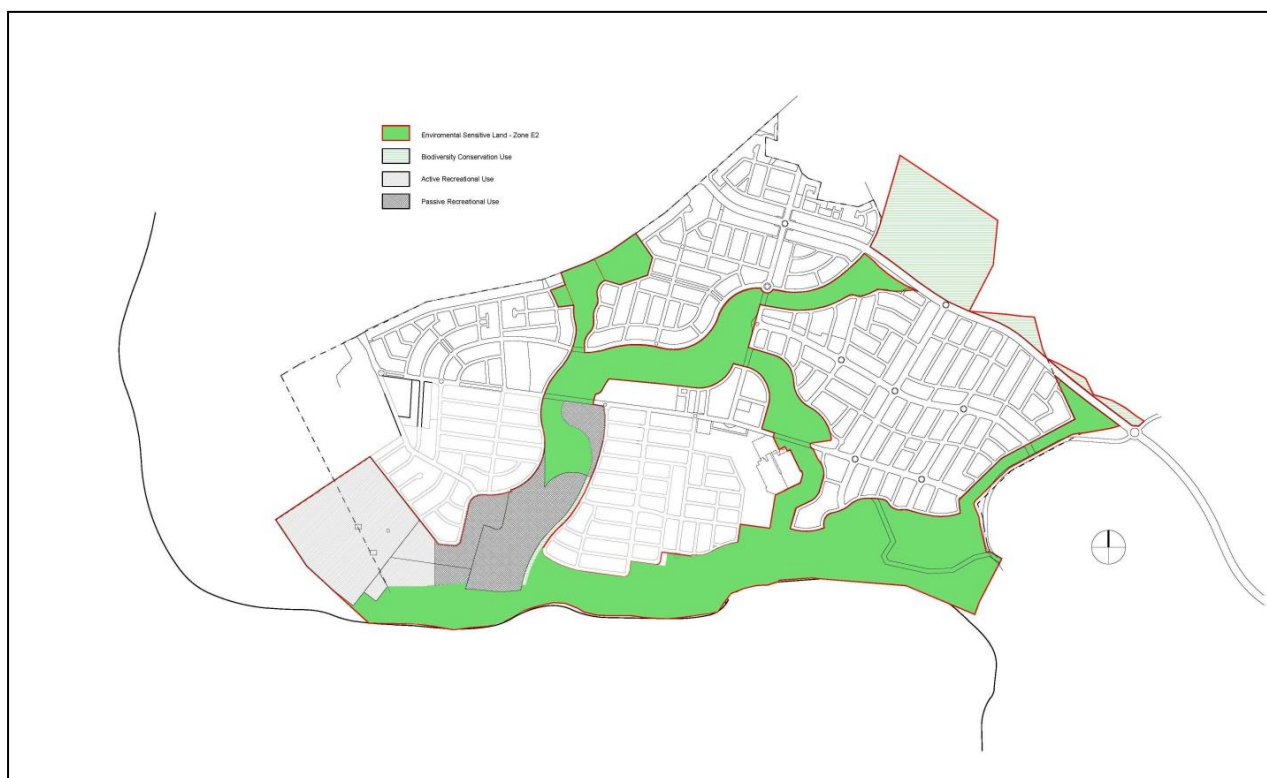 Enviromental Sensitive Land - Zone E2
Biodiversity Conservation Use
Active Recreational Use
Passive Recreational Use